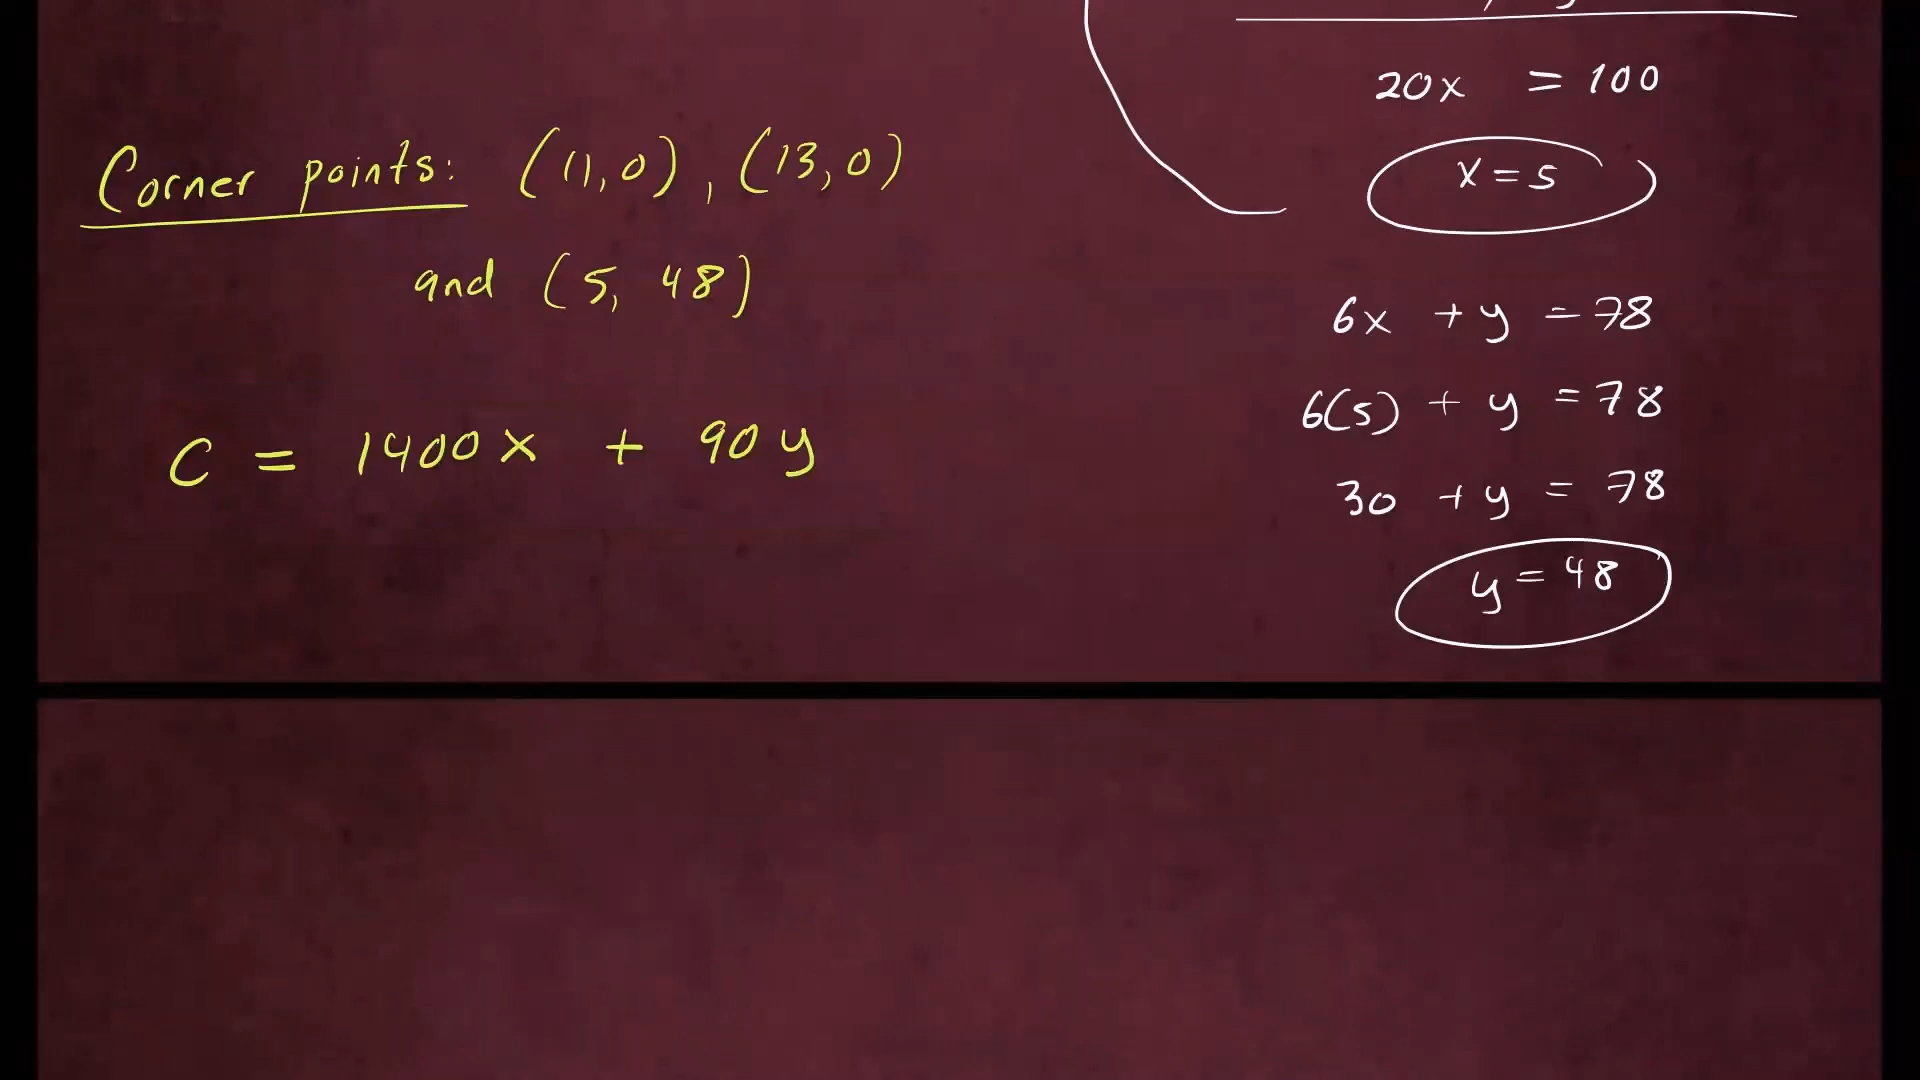 Corner points: (11,0), (13,0)
and (5, 48)
C = 1400x + 90y
20x = 100
x = 5
6x + y = 78
6(5) + y = 78
30 + y = 78
y = 48